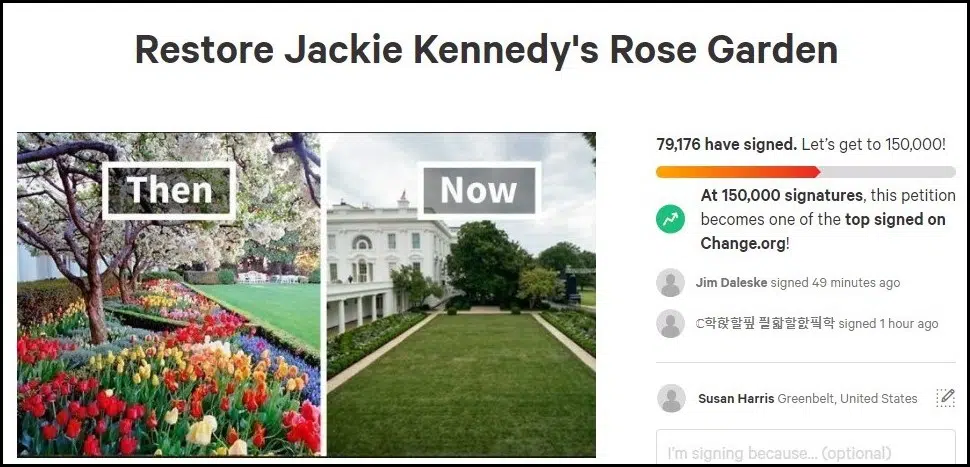 Restore Jackie Kennedy's Rose Garden
Then
Now
79,176 have signed. Let's get to 150,000!
At 150,000 signatures, this petition
becomes one of the top signed on
Change.org!
Jim Daleske signed 49 minutes ago
signed 1 hour ago
Susan Harris Greenbelt, United States
I'm signing because... (optional)